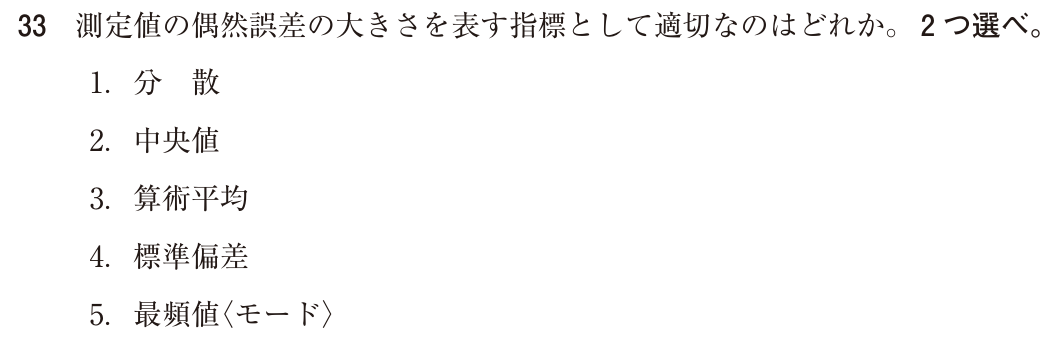 33 測定値の偶然誤差の大きさを表す指標として適切なのはどれか。2つ選べ。
1. 分 散
2. 中央値
3. 算術平均
4. 標準偏差
5. 最頻値〈モード〉